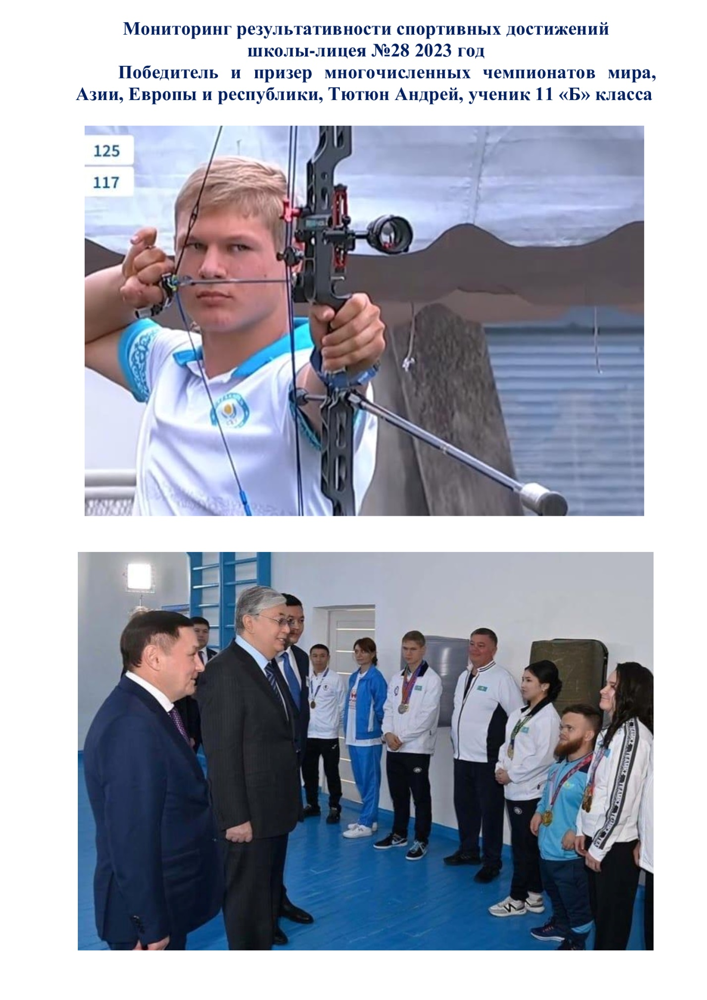 Мониторинг результативности спортивных достижений
школы-лицея №28 2023 год
Победитель и призер многочисленных чемпионатов мира,
Азии, Европы и республики, Тютюн Андрей, ученик 11 «Б» класса
125
117